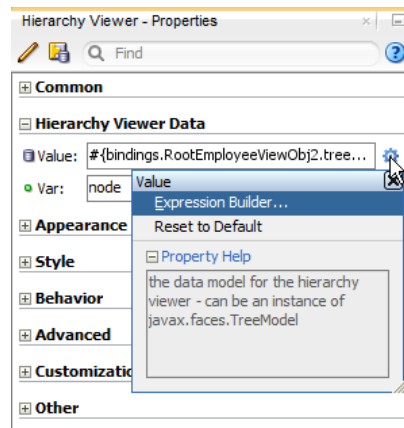 Hierarchy Viewer - Properties
Find
Common
Hierarchy Viewer Data
Value: #{bindings.RootEmployeeViewObj2.tree...
Var: node
Value
Expression Builder...
Appearance
Reset to Default
Style
Property Help
the data model for the hierarchy
viewer - can be an instance of
javax.faces.TreeModel
Behavior
Advanced
Customizatic
Other